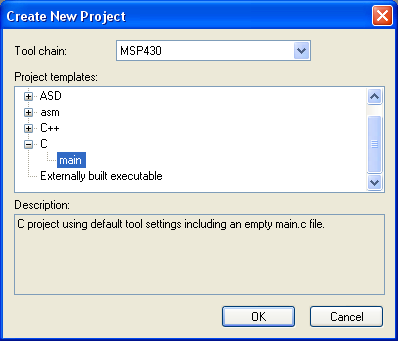 Create New Project
Tool chain:
MSP430
Project templates:
ASD
asm
C++
C
main
Externally built executable
Description:
C project using default tool settings including an empty main.c file.
OK
Cancel